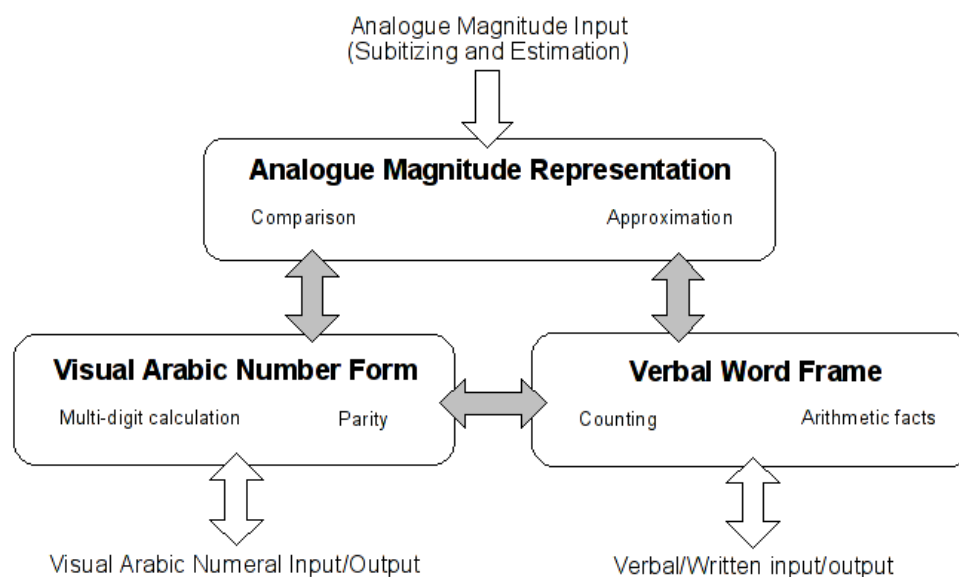 Analogue Magnitude Input
(Subitizing and Estimation)
Analogue Magnitude Representation
Comparison Approximation
Visual Arabic Number Form
Multi-digit calculation Parity
Verbal Word Frame
Counting Arithmetic facts
Visual Arabic Numeral Input/Output
Verbal/Written input/output